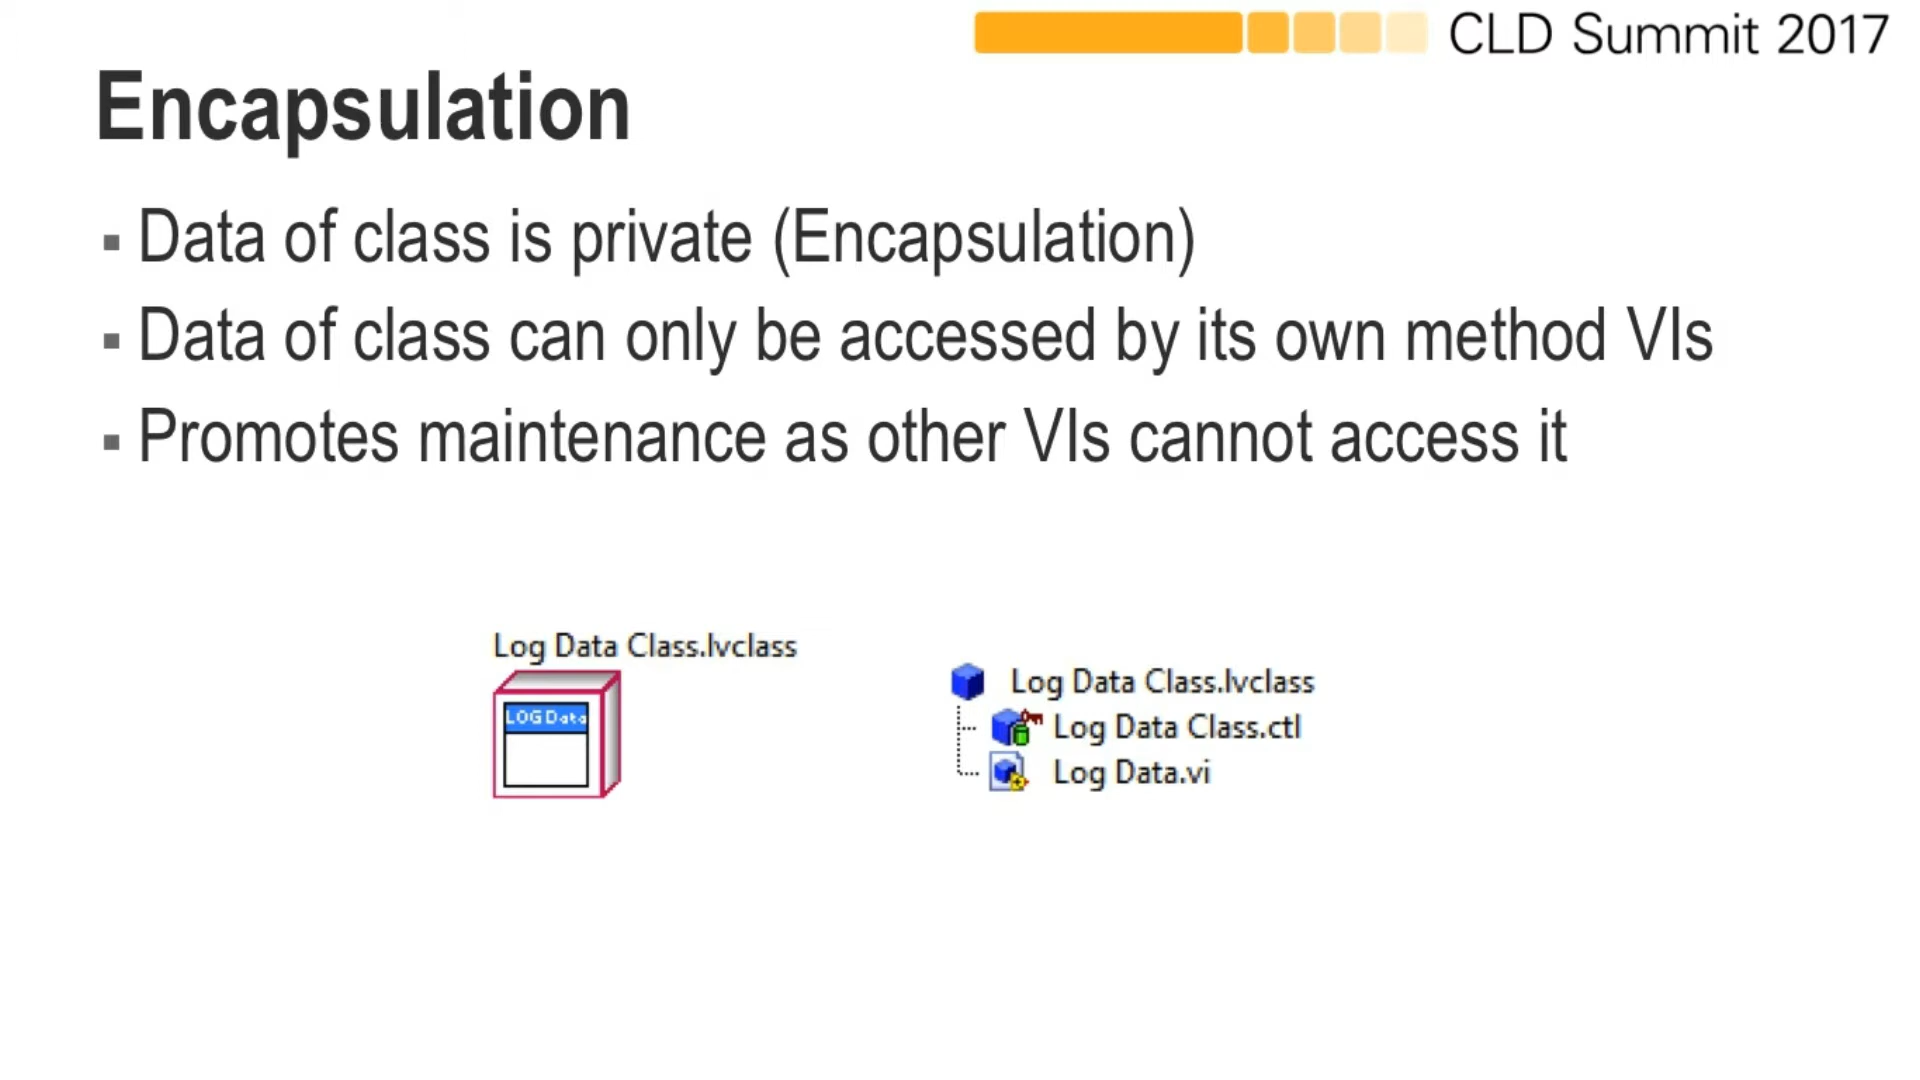 CLD Summit 2017
Encapsulation
▪ Data of class is private (Encapsulation)
▪ Data of class can only be accessed by its own method VIs
▪ Promotes maintenance as other VIs cannot access it
Log Data Class.lvclass
LOG Data
Log Data Class.lvclass
Log Data Class.ctl
Log Data.vi